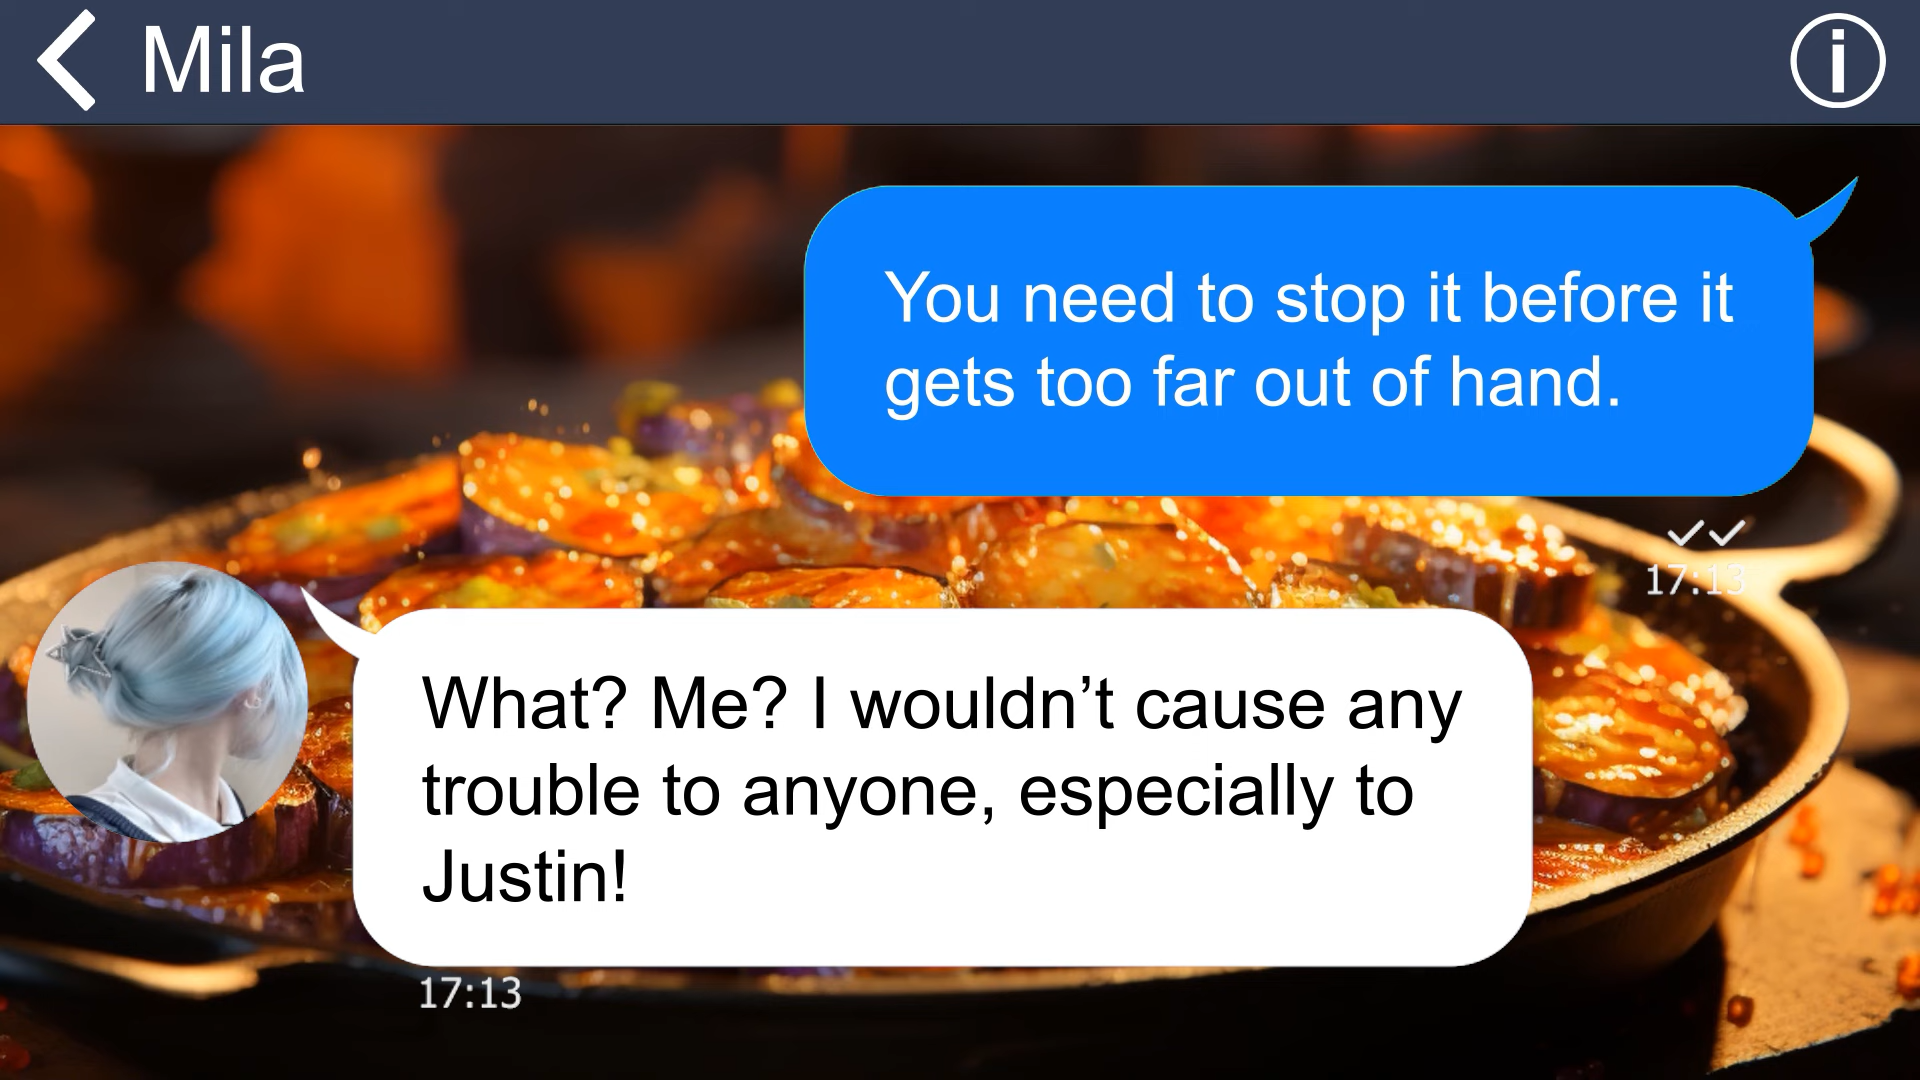 Mila
You need to stop it before it
gets too far out of hand.
17:13
What? Me? I wouldn’t cause any
trouble to anyone, especially to
Justin!
17:13